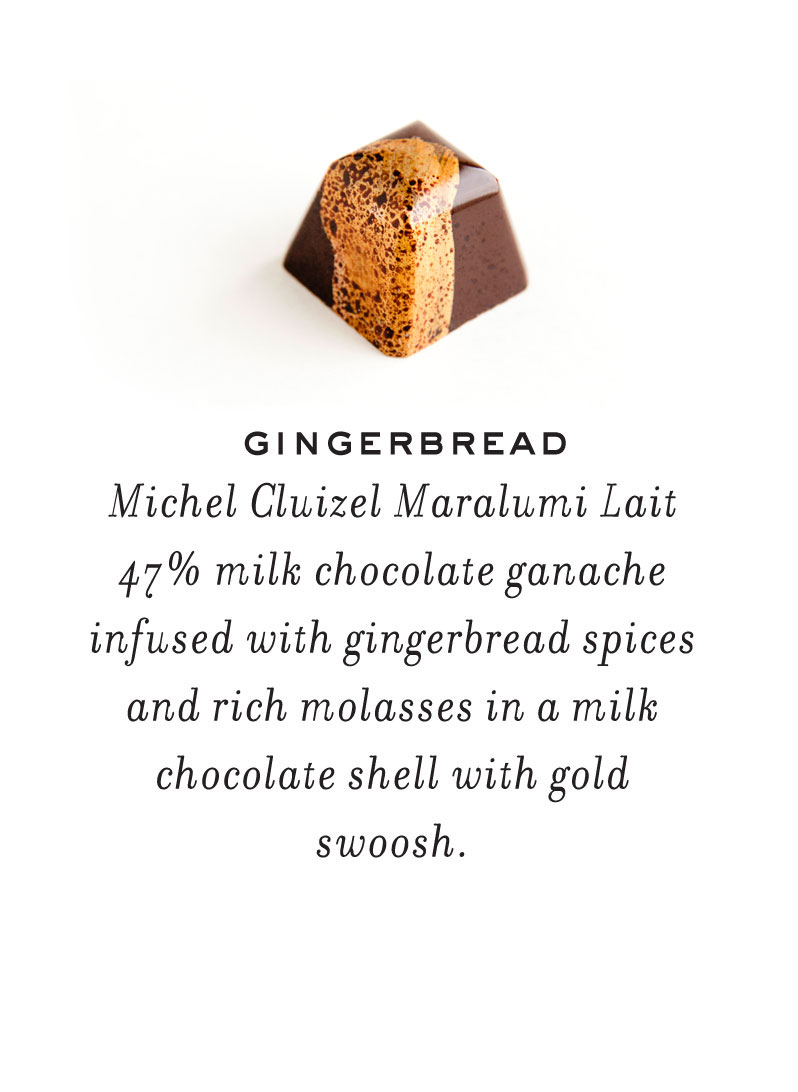 GINGERBREAD
Michel Cluizel Maralumi Lait
47% milk chocolate ganache
infused with gingerbread spices
and rich molasses in a milk
chocolate shell with gold
swoosh.